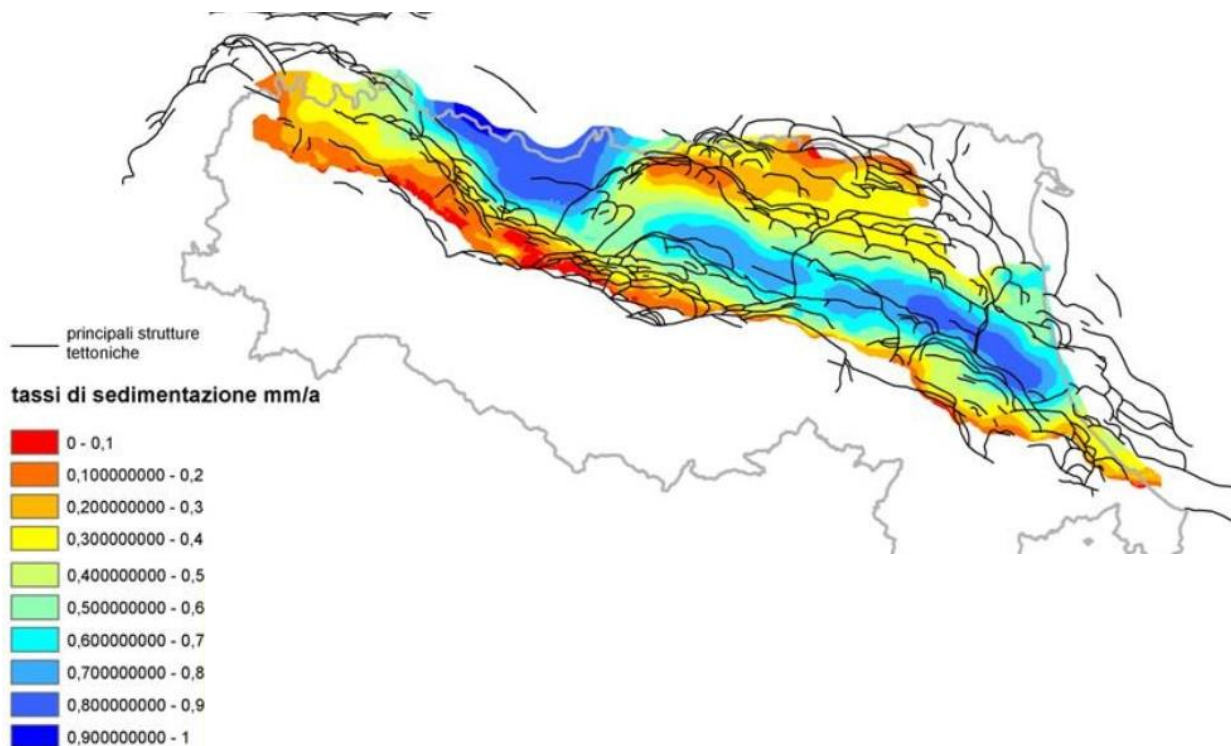 principali strutture
tettoniche
tassi di sedimentazione mm/a
0 - 0,1
0,100000000 - 0,2
0,200000000 - 0,3
0,300000000 - 0,4
0,400000000 - 0,5
0,500000000 - 0,6
0,600000000 - 0,7
0,700000000 - 0,8
0,800000000 - 0,9
0,900000000 - 1